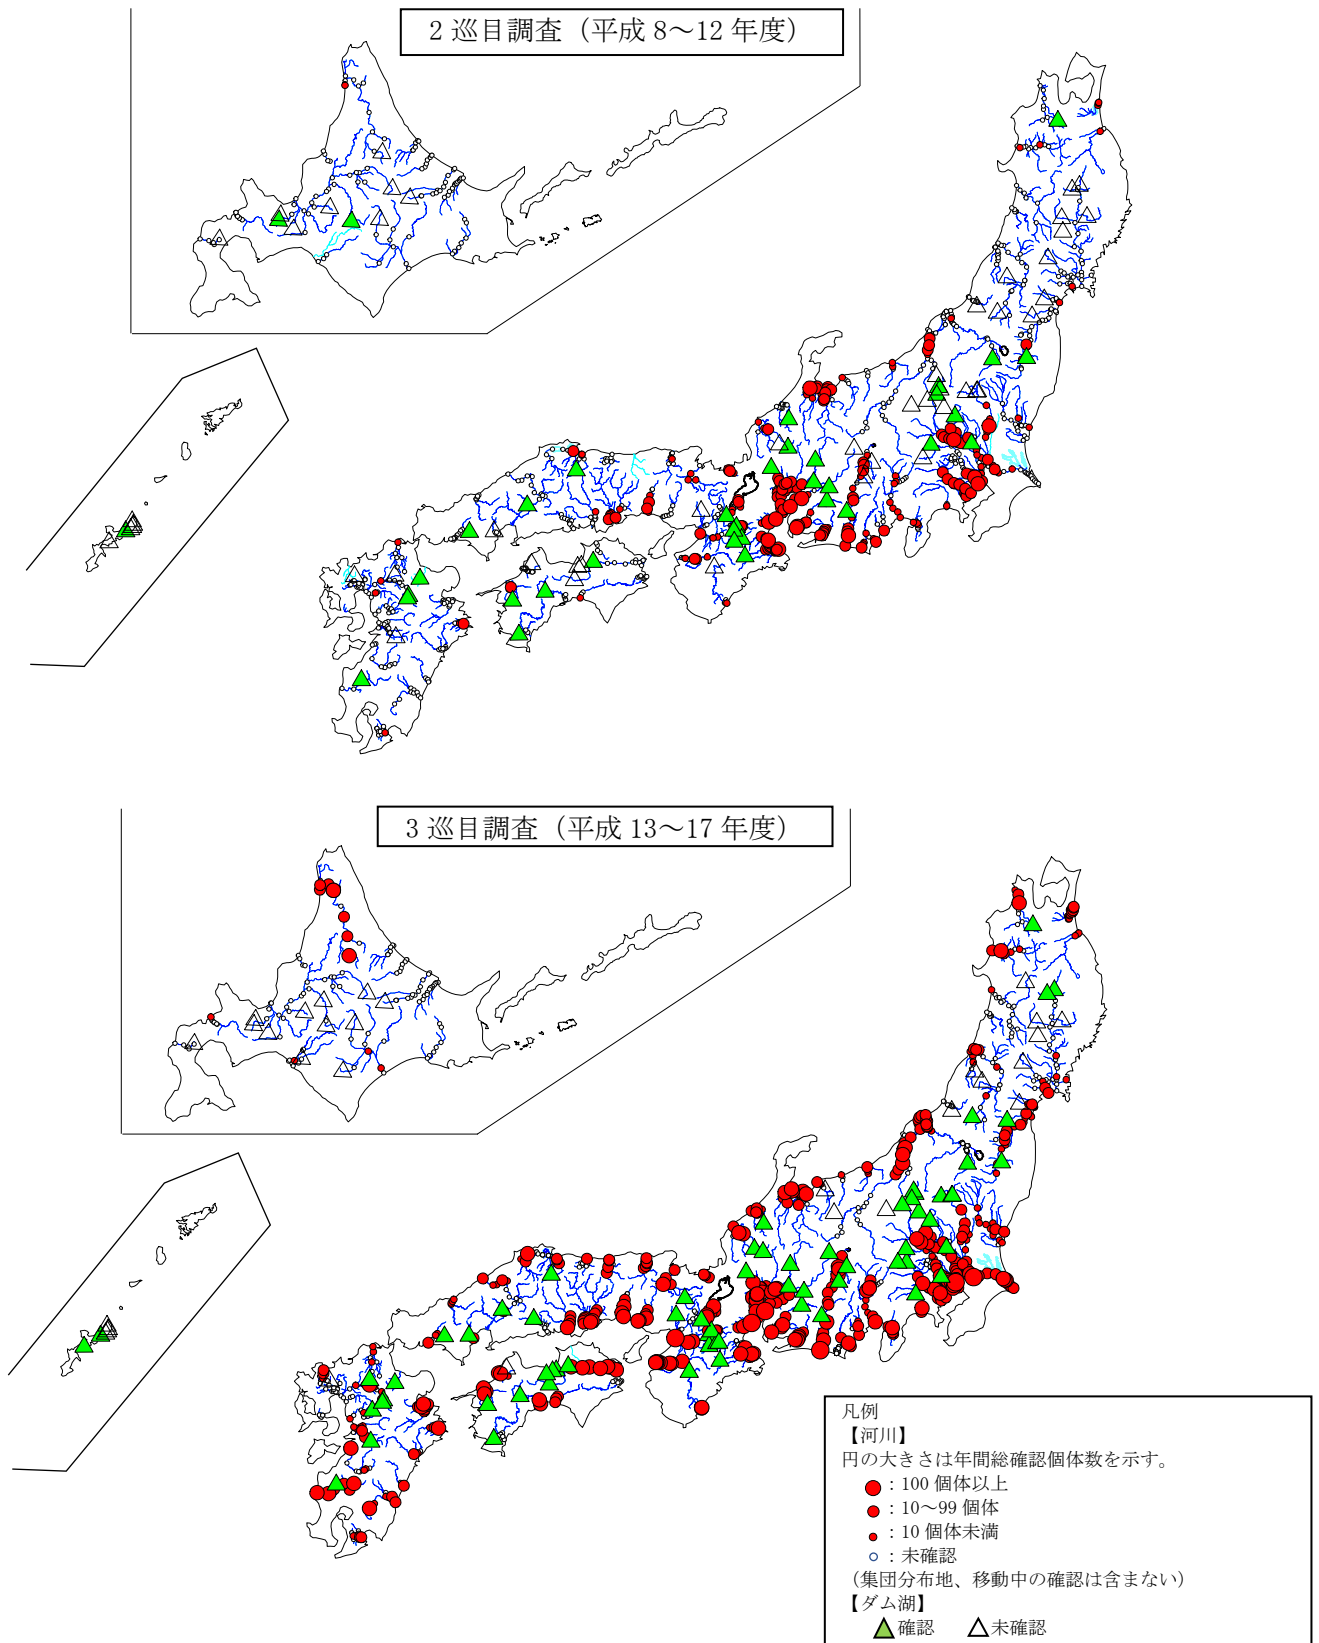 2 巡目調査（平成 8～12 年度）
3 巡目調査（平成 13～17 年度）
凡例
【河川】
円の大きさは年間総確認個体数を示す。
：100 個体以上
：10～99 個体
：10 個体未満
：未確認
（集団分布地、移動中の確認は含まない）
【ダム湖】
確認 未確認